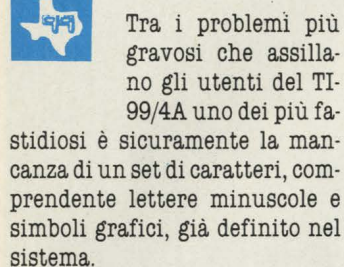 Tra i problemi più
gravosi che assilla-
no gli utenti del TI-
99/4A uno dei più fa-
stidiosi è sicuramente la man-
canza di un set di caratteri, com-
prendente lettere minuscole e
simboli grafici, già definito nel
sistema.